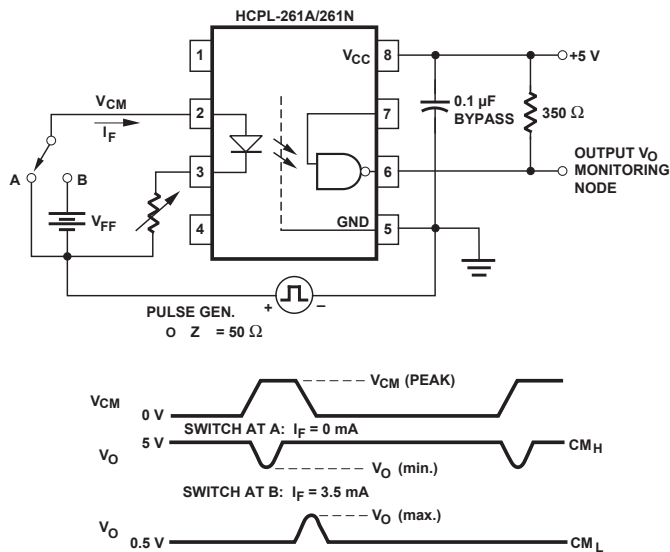 HCPL-261A/261N
1
VCC
8
+5 V
VCM
2
7
0.1 µF
BYPASS
350 Ω
IF
3
6
OUTPUT VO
MONITORING
NODE
A
B
VFF
4
GND
5
+
–
PULSE GEN.
O Z = 50 Ω
VCM
VCM (PEAK)
0 V
SWITCH AT A: IF = 0 mA
VO
5 V
CMH
VO (min.)
SWITCH AT B: IF = 3.5 mA
VO (max.)
VO
0.5 V
CML